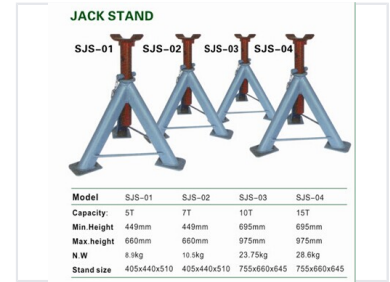 JACK STAND
SJS-01 SJS-02 SJS-03 SJS-04
Model SJS-01 SJS-02 SJS-03 SJS-04
Capacity: 5T 7T 10T 15T
Min.Height 449mm 449mm 695mm 695mm
Max.height 660mm 660mm 975mm 975mm
N.W 8.9kg 10.5kg 23.75kg 28.6kg
Stand size 405x440x510 405x440x510 755x660x645 755x660x645